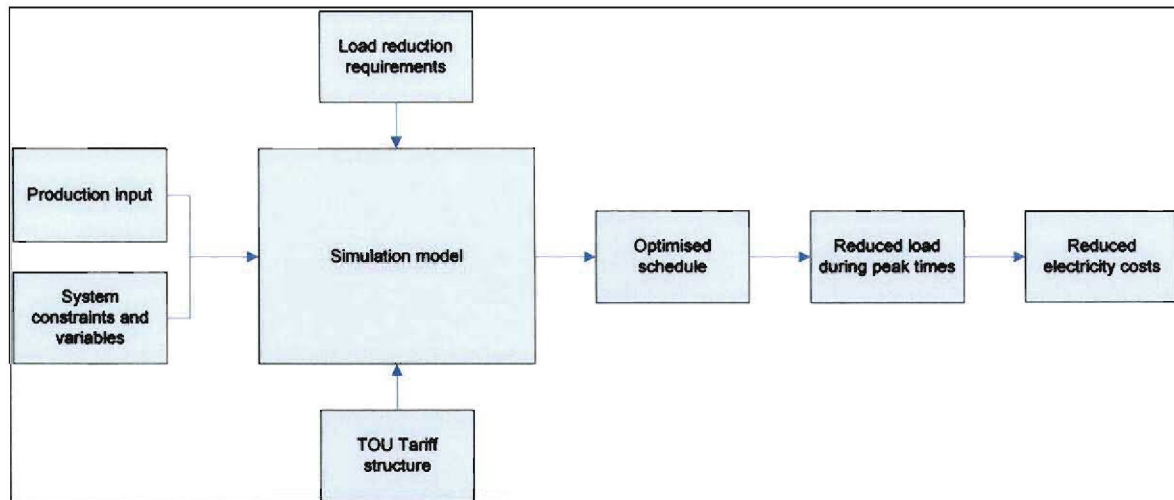 Load reduction
requirements
Production input
System
constraints and
variables
Simulation model
TOU Tariff
structure
Optimised
schedule
Reduced load
during peak times
Reduced
electricity costs